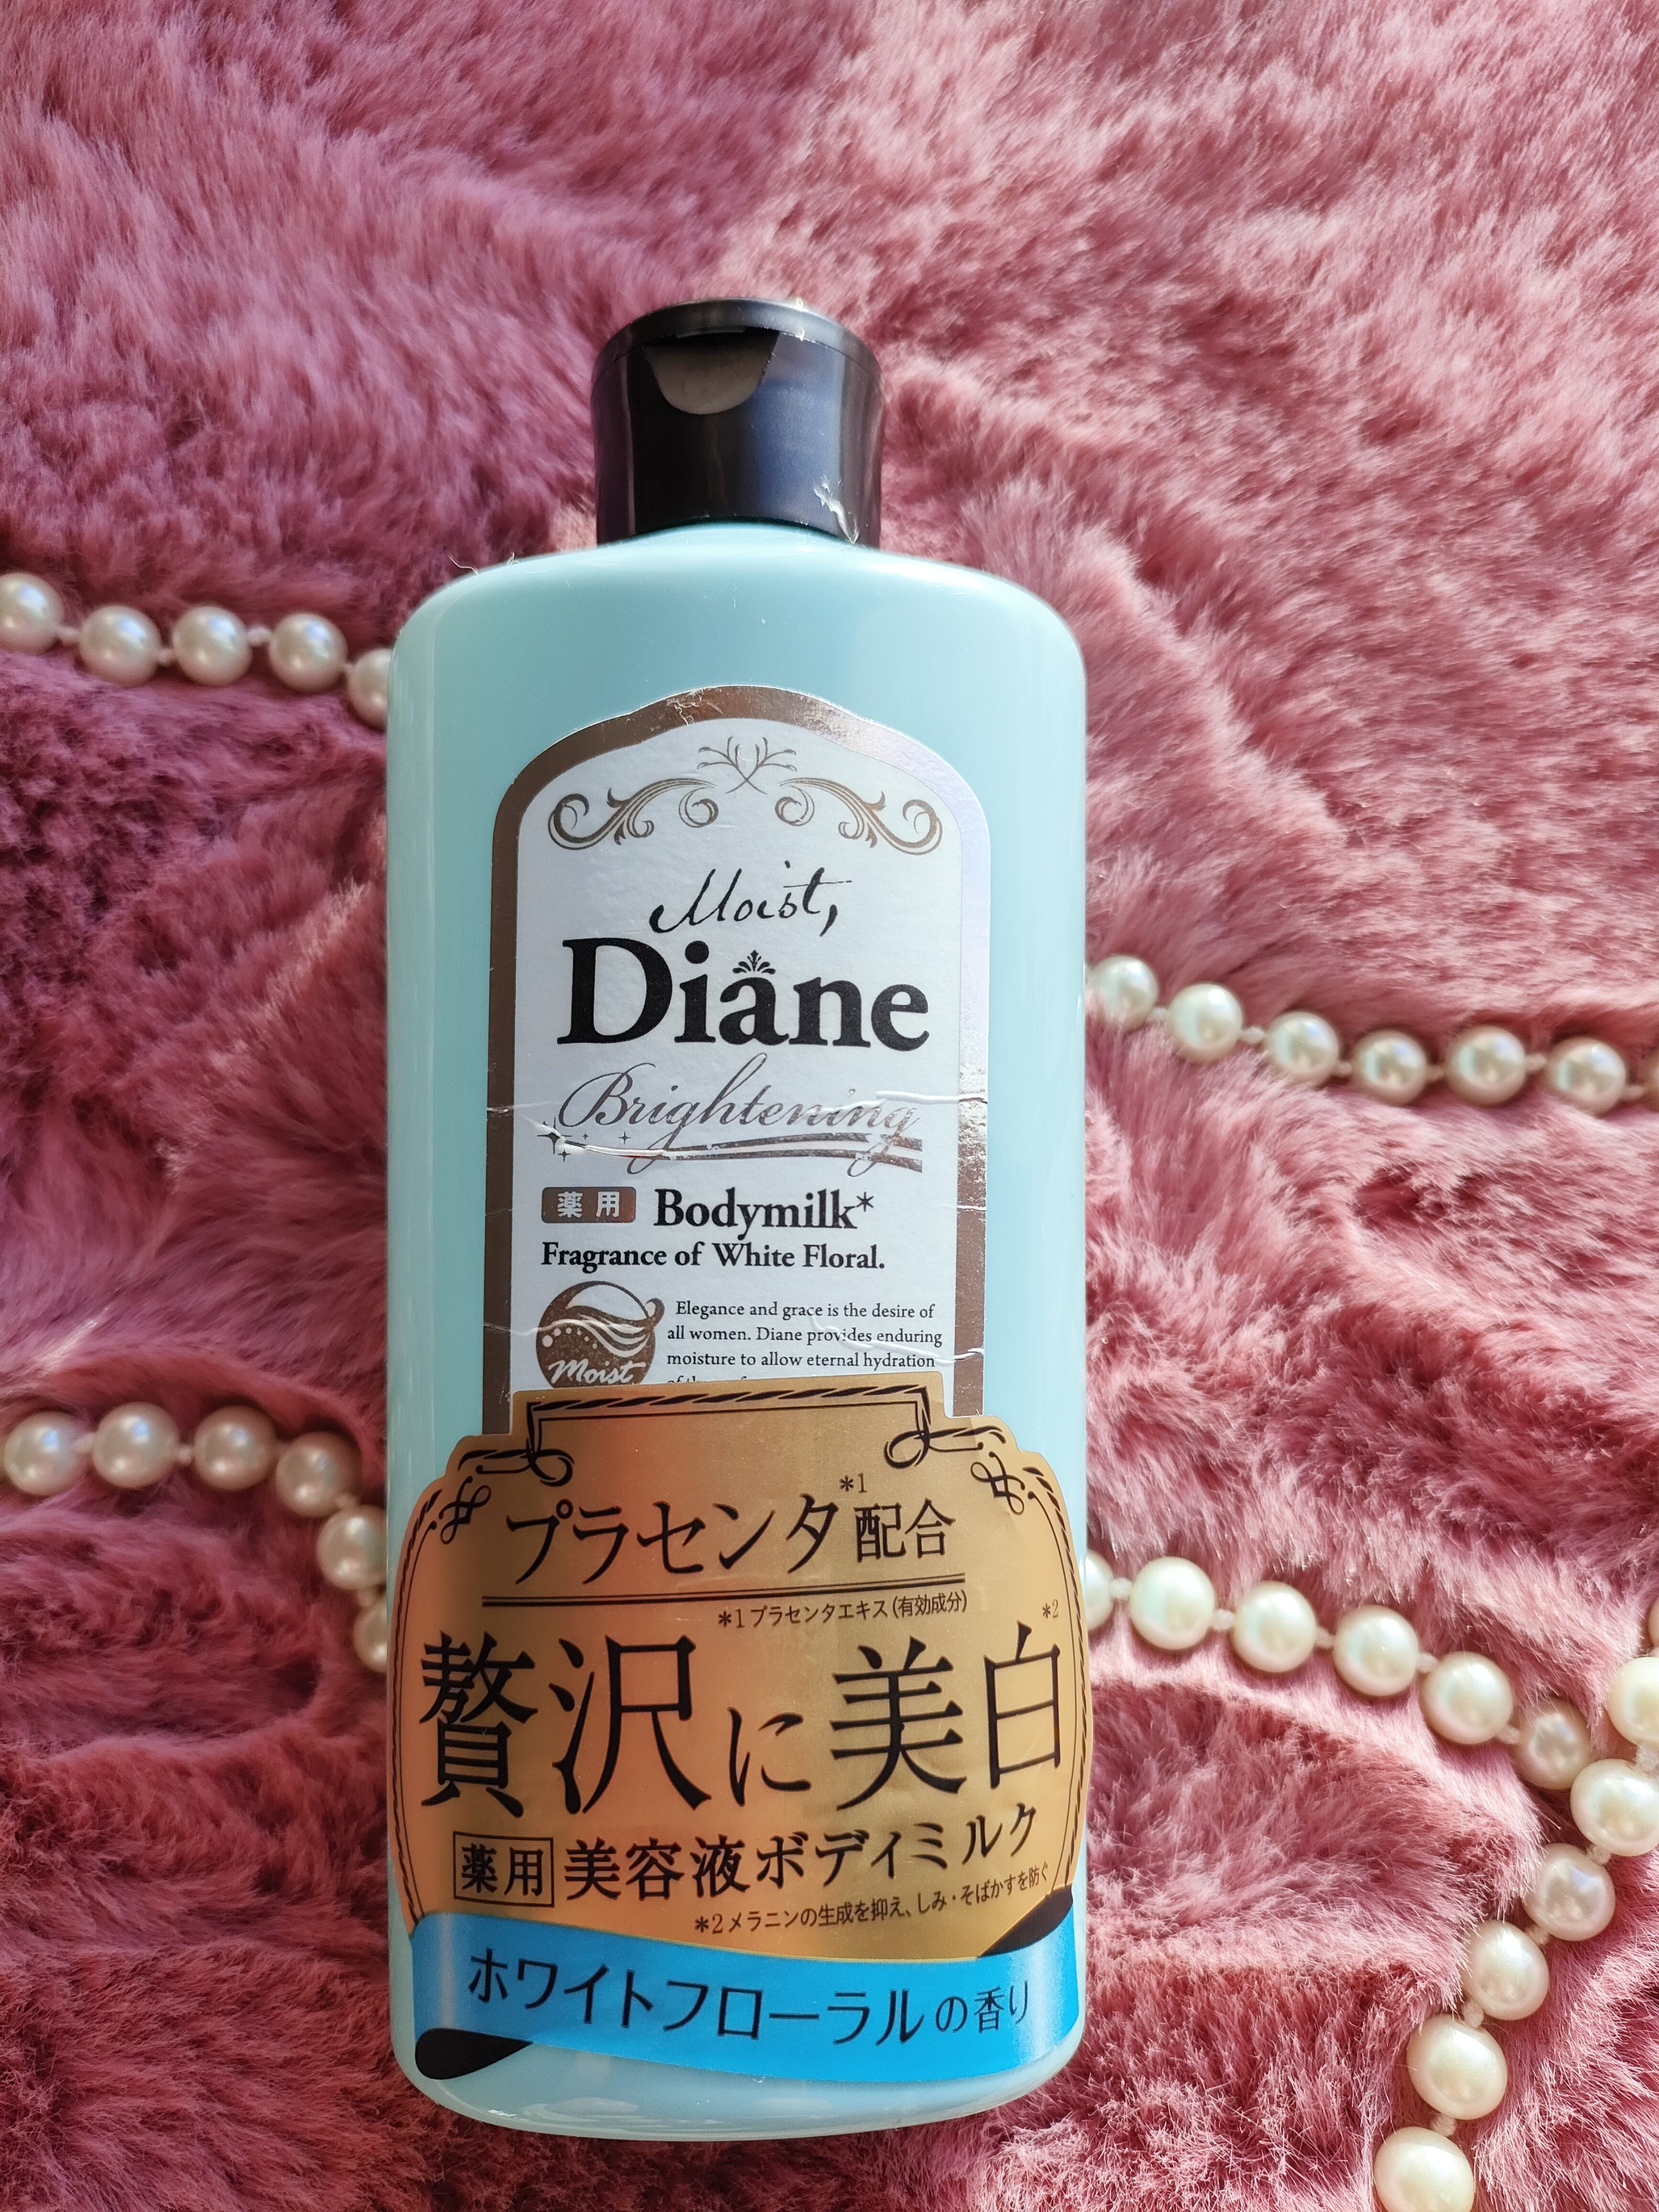 Moist,
Diane
Brightening
薬用 Bodymilk*
Fragrance of White Floral.
Moist
Elegance and grace is the desire of
all women. Diane provides enduring
moisture to allow eternal hydration
プラセンタ*1配合
*1 プラセンタエキス(有効成分)
贅沢に美白*2
薬用 美容液ボディミルク
*2 メラニンの生成を抑え、しみ・そばかすを防ぐ
ホワイトフローラルの香り